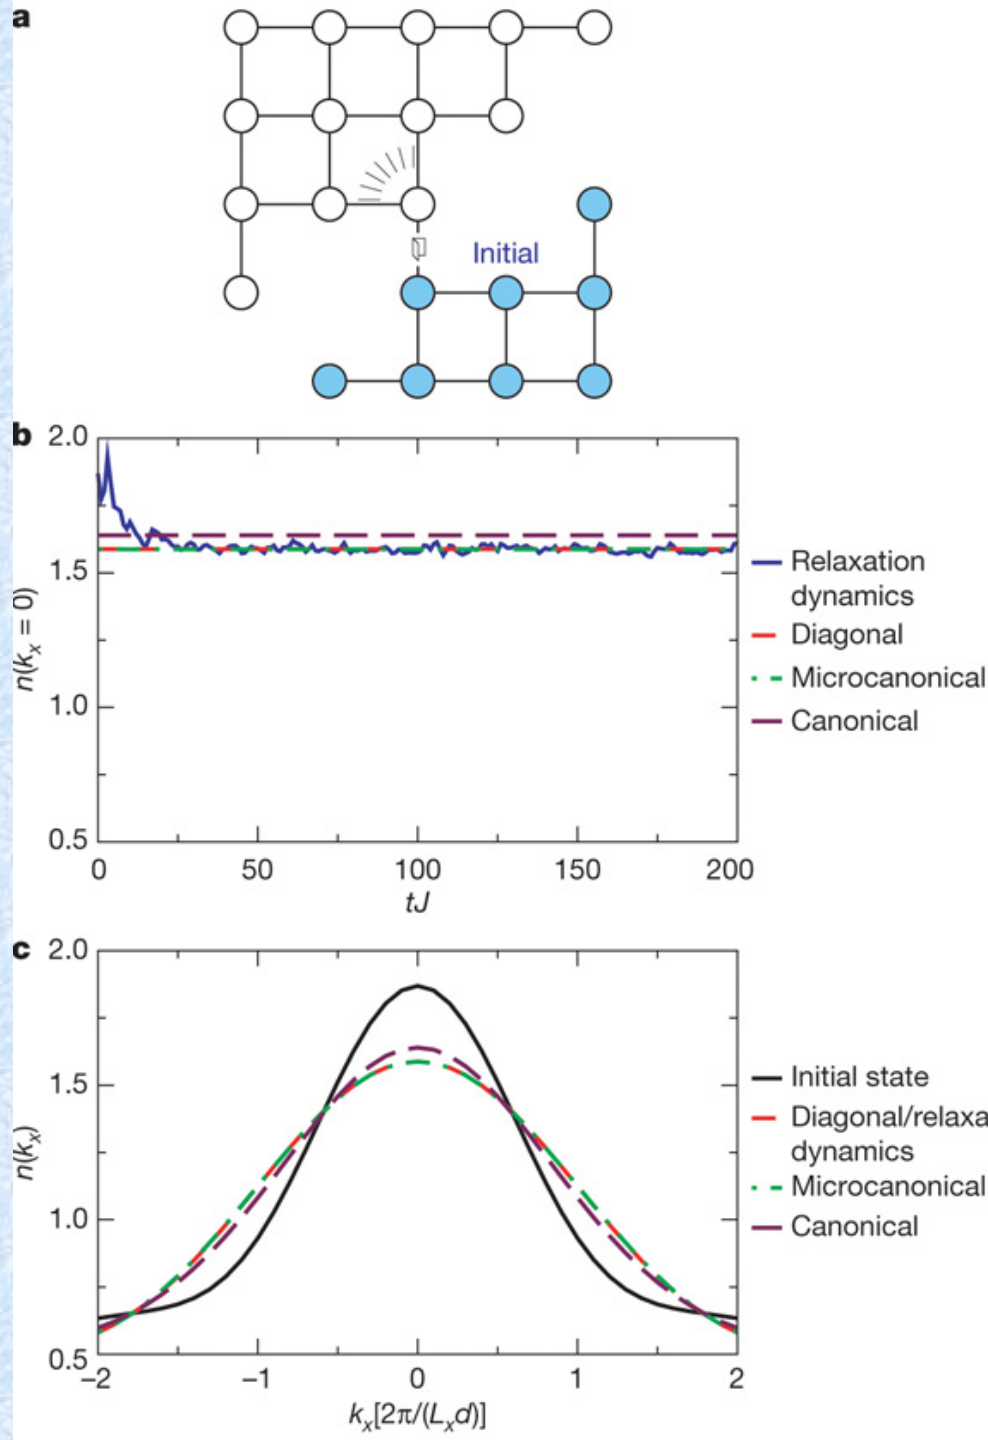 a
Initial
b
2.0
1.5
1.0
0.5
n(kₓ = 0)
0 50 100 150 200
tJ
Relaxation
dynamics
Diagonal
Microcanonical
Canonical
c
2.0
1.5
1.0
0.5
n(kₓ)
−2 −1 0 1 2
kₓ[2π/(Lₓd)]
Initial state
Diagonal/relaxa
dynamics
Microcanonical
Canonical